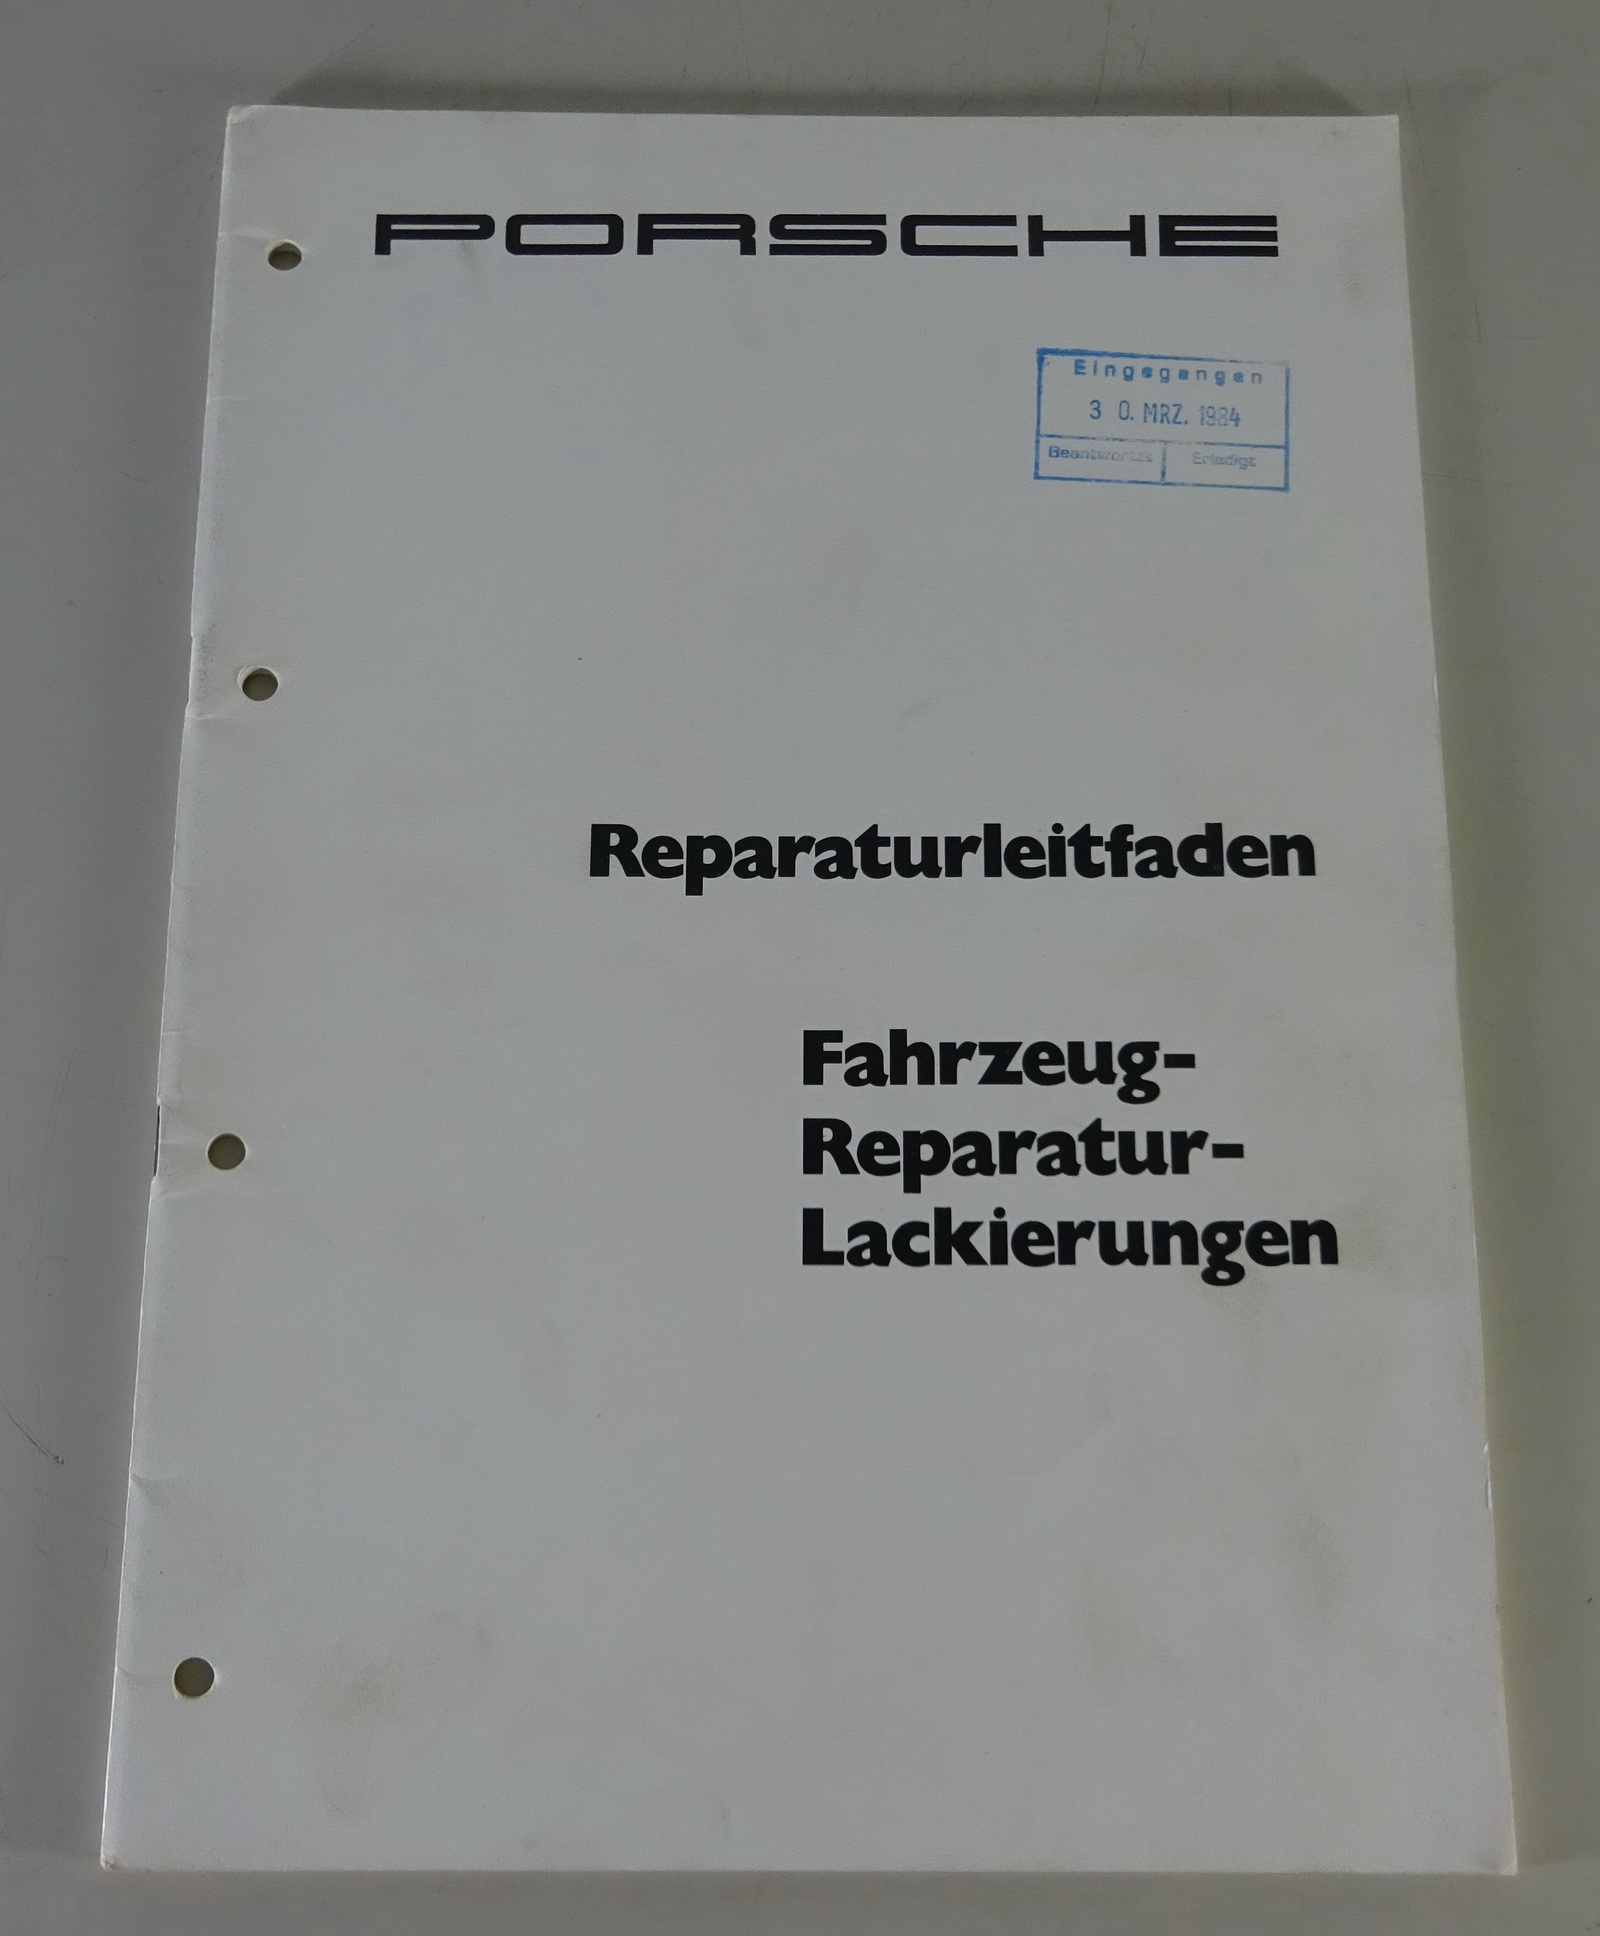 PORSCHE
Eingegangen
30. MRZ. 1984
Beantwortet Erledigt
Reparaturleitfaden
Fahrzeug-
Reparatur-
Lackierungen